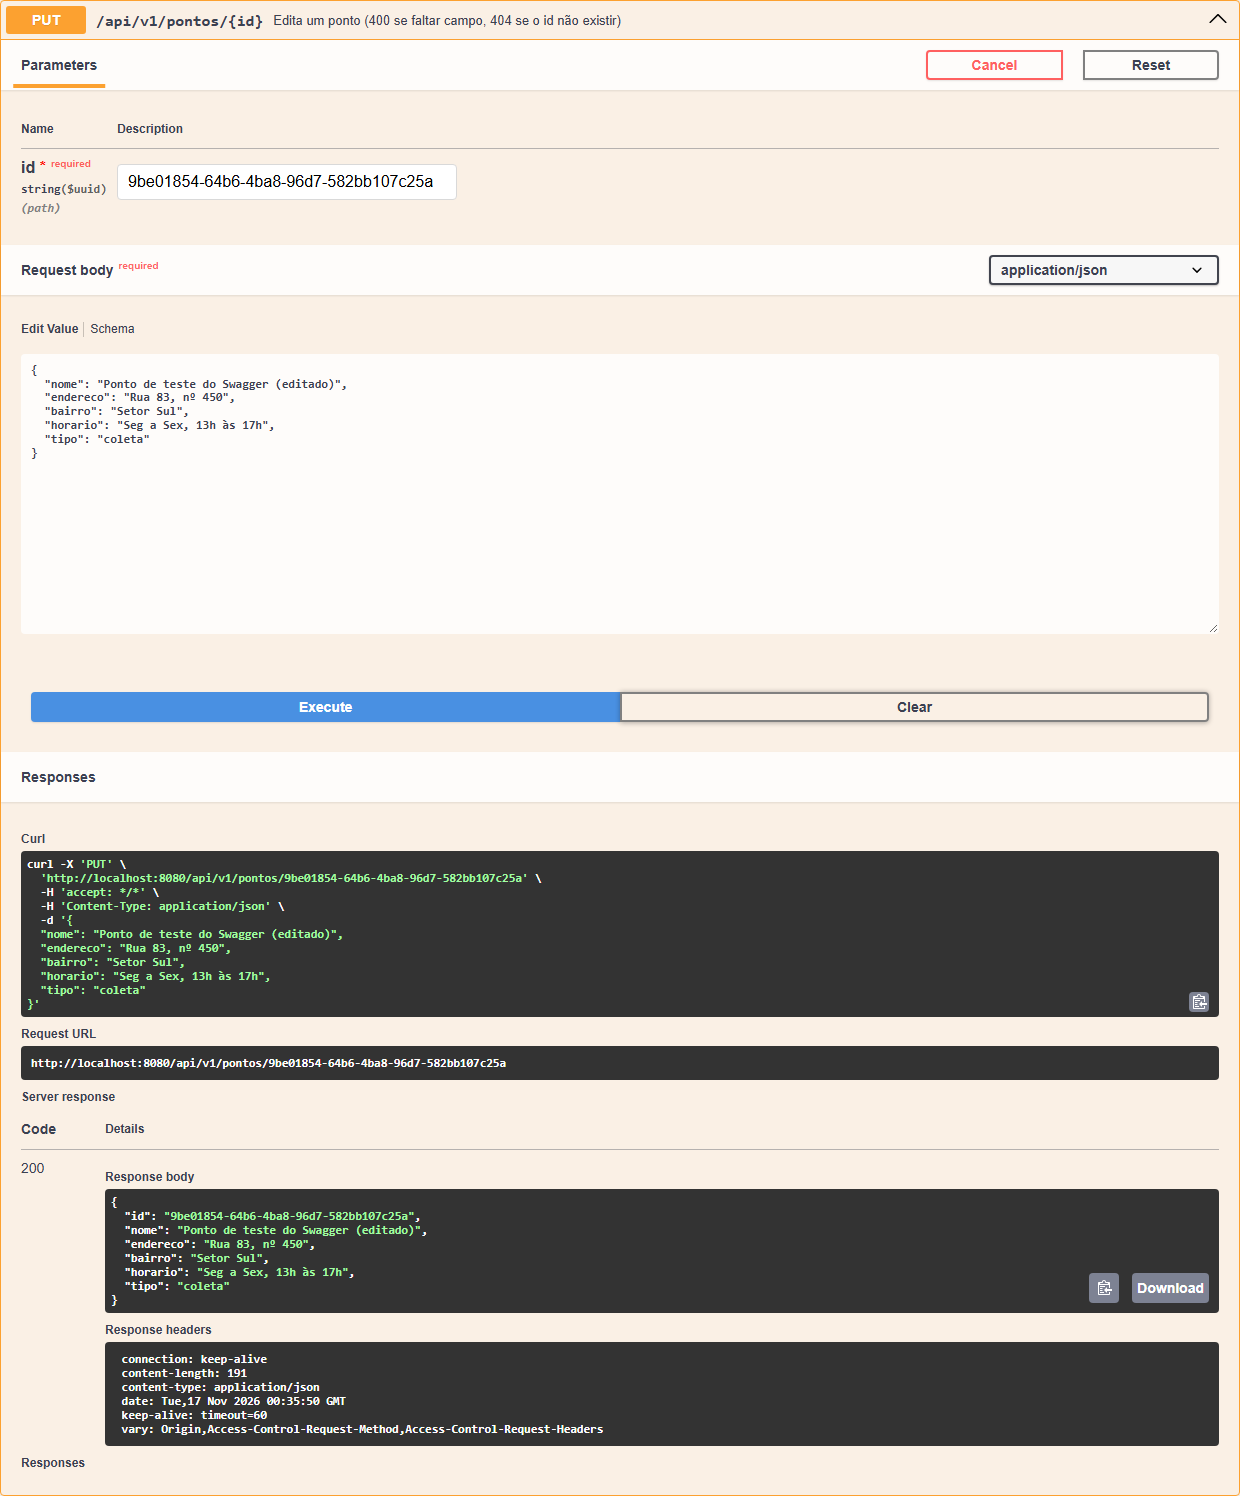 PUT /api/v1/pontos/{id} Edita um ponto (400 se faltar campo, 404 se o id não existir)
Parameters Cancel Reset
Name Description
id * required
string($uuid) 9be01854-64b6-4ba8-96d7-582bb107c25a
(path)
Request body required application/json
Edit Value Schema
{
  "nome": "Ponto de teste do Swagger (editado)",
  "endereco": "Rua 83, nº 450",
  "bairro": "Setor Sul",
  "horario": "Seg a Sex, 13h às 17h",
  "tipo": "coleta"
}
Execute Clear
Responses
Curl
curl -X 'PUT' \
  'http://localhost:8080/api/v1/pontos/9be01854-64b6-4ba8-96d7-582bb107c25a' \
  -H 'accept: */*' \
  -H 'Content-Type: application/json' \
  -d '{
  "nome": "Ponto de teste do Swagger (editado)",
  "endereco": "Rua 83, nº 450",
  "bairro": "Setor Sul",
  "horario": "Seg a Sex, 13h às 17h",
  "tipo": "coleta"
}'
Request URL
http://localhost:8080/api/v1/pontos/9be01854-64b6-4ba8-96d7-582bb107c25a
Server response
Code Details
200
Response body
{
  "id": "9be01854-64b6-4ba8-96d7-582bb107c25a",
  "nome": "Ponto de teste do Swagger (editado)",
  "endereco": "Rua 83, nº 450",
  "bairro": "Setor Sul",
  "horario": "Seg a Sex, 13h às 17h",
  "tipo": "coleta"
}
Download
Response headers
connection: keep-alive
content-length: 191
content-type: application/json
date: Tue,17 Nov 2026 00:35:50 GMT
keep-alive: timeout=60
vary: Origin,Access-Control-Request-Method,Access-Control-Request-Headers
Responses